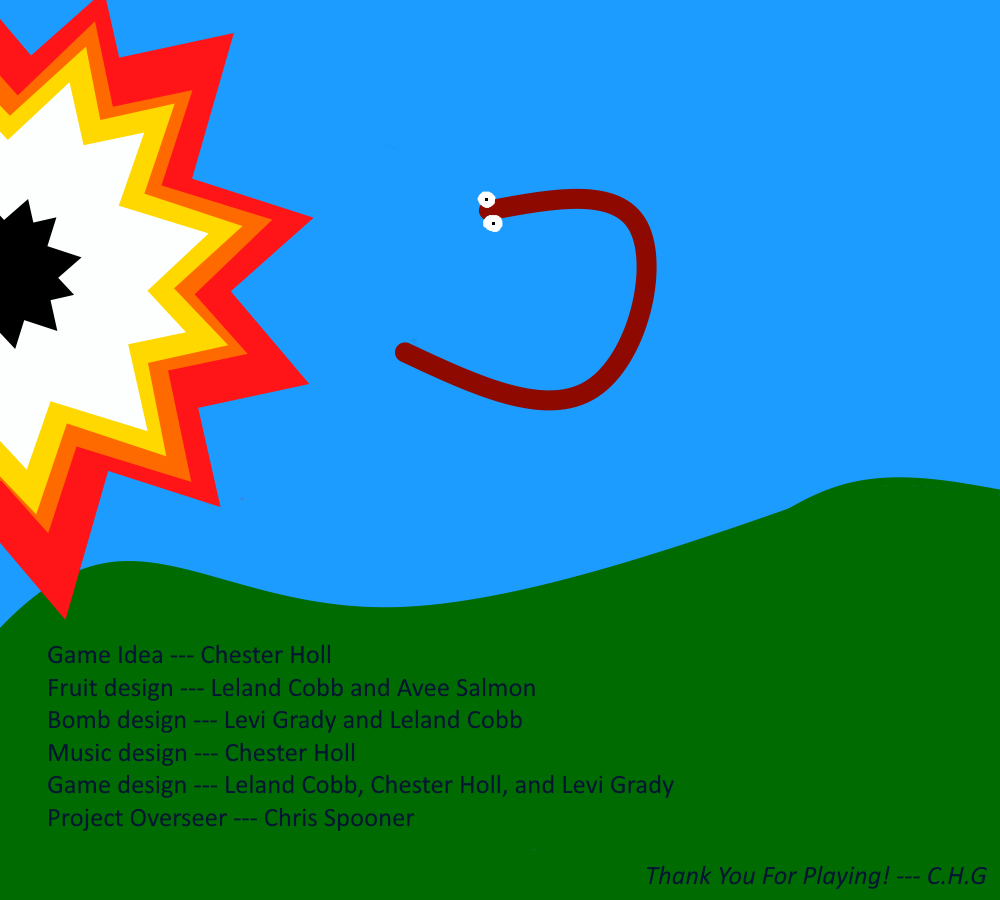 Game Idea --- Chester Holl
Fruit design --- Leland Cobb and Avee Salmon
Bomb design --- Levi Grady and Leland Cobb
Music design --- Chester Holl
Game design --- Leland Cobb, Chester Holl, and Levi Grady
Project Overseer --- Chris Spooner
Thank You For Playing! --- C.H.G